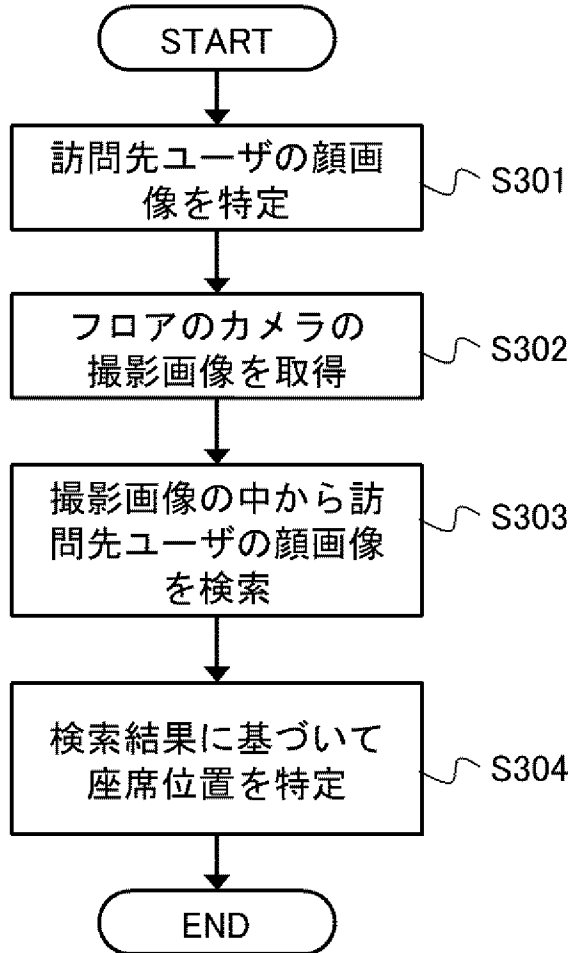 START
訪問先ユーザの顔画
像を特定
S301
フロアのカメラの
撮影画像を取得
S302
撮影画像の中から訪
問先ユーザの顔画像
を検索
S303
検索結果に基づいて
座席位置を特定
S304
END